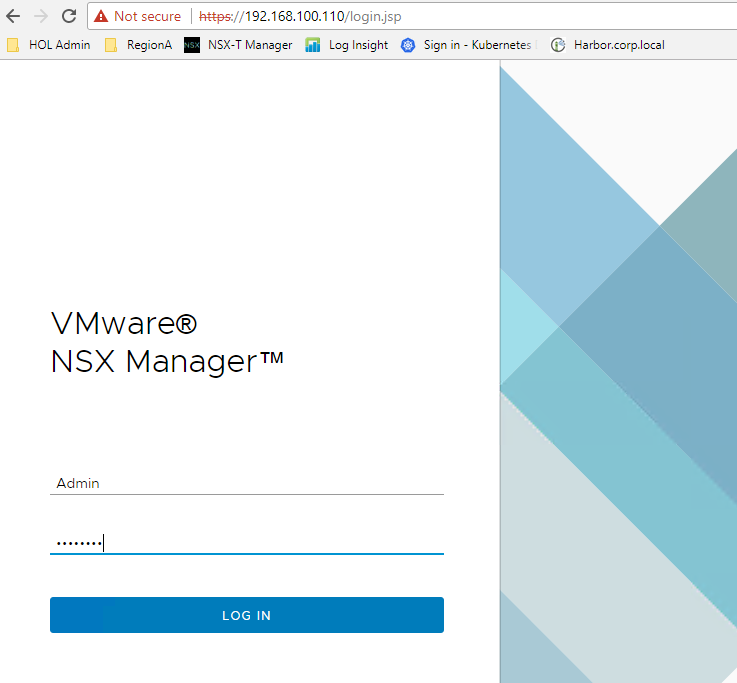 Not secure https://192.168.100.110/login.jsp
HOL Admin RegionA NSX NSX-T Manager Log Insight Sign in - Kubernetes Harbor.corp.local
VMware®
NSX Manager™
Admin
••••••••
LOG IN